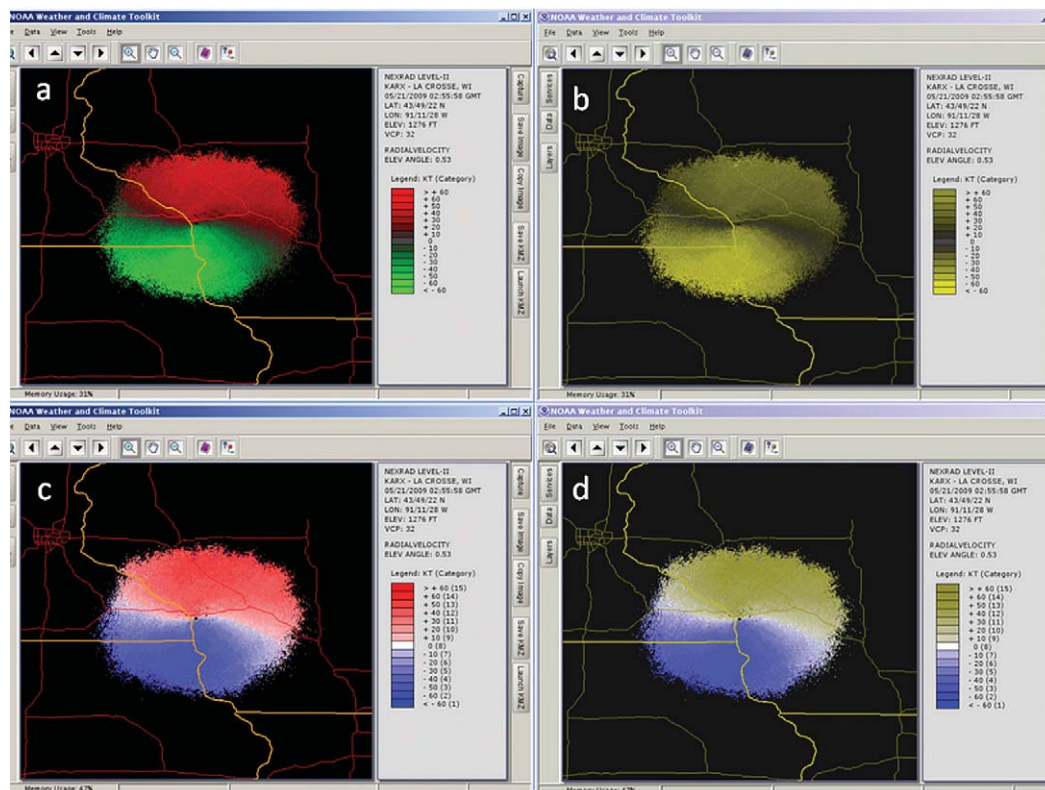 NOAA Weather and Climate Toolkit
Data View Tools Help
a
NEXRAD LEVEL-II
KARX - LA CROSSE, WI
05/21/2009 02:55:58 GMT
LAT: 43/49/22 N
LON: 91/11/28 W
ELEV: 1276 FT
VCP: 32
RADIALVELOCITY
ELEV ANGLE: 0.53
Legend: KT (Category)
> + 60
+ 60
+ 50
+ 40
+ 30
+ 20
+ 10
0
- 10
- 20
- 30
- 40
- 50
- 60
< - 60
Capture
Save Image
Copy Image
Save KMZ
Launch KMZ
Memory Usage: 31%
NOAA Weather and Climate Toolkit
File Data View Tools Help
Services
Data
Layers
b
NEXRAD LEVEL-II
KARX - LA CROSSE, WI
05/21/2009 02:55:58 GMT
LAT: 43/49/22 N
LON: 91/11/28 W
ELEV: 1276 FT
VCP: 32
RADIALVELOCITY
ELEV ANGLE: 0.53
Legend: KT (Category)
> + 60
+ 60
+ 50
+ 40
+ 30
+ 20
+ 10
0
- 10
- 20
- 30
- 40
- 50
- 60
< - 60
Memory Usage: 31%
NOAA Weather and Climate Toolkit
Data View Tools Help
c
NEXRAD LEVEL-II
KARX - LA CROSSE, WI
05/21/2009 02:55:58 GMT
LAT: 43/49/22 N
LON: 91/11/28 W
ELEV: 1276 FT
VCP: 32
RADIALVELOCITY
ELEV ANGLE: 0.53
Legend: KT (Category)
> + 60 (15)
+ 60 (14)
+ 50 (13)
+ 40 (12)
+ 30 (11)
+ 20 (10)
+ 10 (9)
0 (8)
- 10 (7)
- 20 (6)
- 30 (5)
- 40 (4)
- 50 (3)
- 60 (2)
< - 60 (1)
Capture
Save Image
Copy Image
Save KMZ
Launch KMZ
Memory Usage: 47%
NOAA Weather and Climate Toolkit
File Data View Tools Help
Services
Data
Layers
d
NEXRAD LEVEL-II
KARX - LA CROSSE, WI
05/21/2009 02:55:58 GMT
LAT: 43/49/22 N
LON: 91/11/28 W
ELEV: 1276 FT
VCP: 32
RADIALVELOCITY
ELEV ANGLE: 0.53
Legend: KT (Category)
> + 60 (15)
+ 60 (14)
+ 50 (13)
+ 40 (12)
+ 30 (11)
+ 20 (10)
+ 10 (9)
0 (8)
- 10 (7)
- 20 (6)
- 30 (5)
- 40 (4)
- 50 (3)
- 60 (2)
< - 60 (1)
Memory Usage: 47%